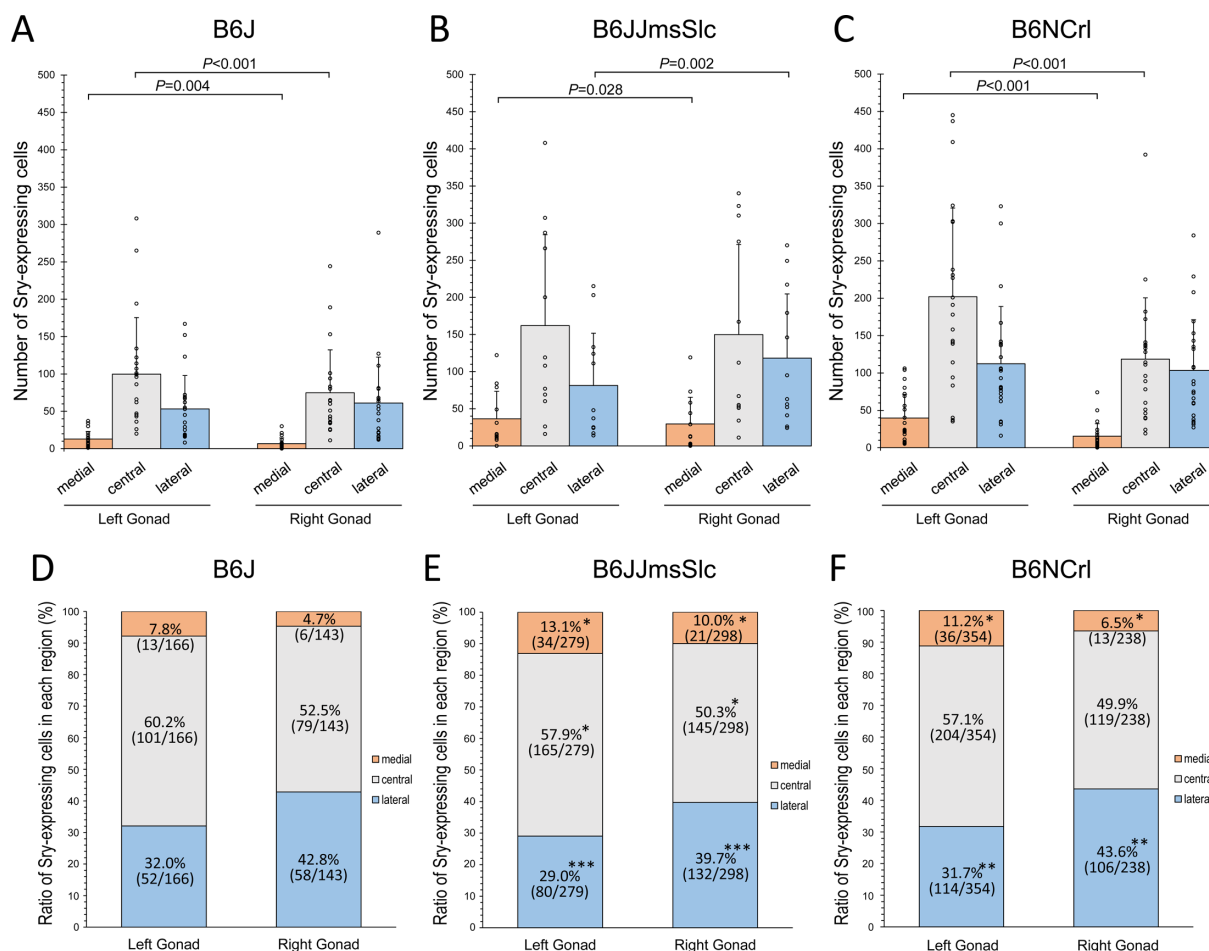 A
B6J
P<0.001
P=0.004
Number of Sry-expressing cells
500
450
400
350
300
250
200
150
100
50
0
medial
central
lateral
medial
central
lateral
Left Gonad
Right Gonad
B
B6JJmsSlc
P=0.002
P=0.028
Number of Sry-expressing cells
500
450
400
350
300
250
200
150
100
50
0
medial
central
lateral
medial
central
lateral
Left Gonad
Right Gonad
C
B6NCrl
P<0.001
P<0.001
Number of Sry-expressing cells
500
450
400
350
300
250
200
150
100
50
0
medial
central
lateral
medial
central
lateral
Left Gonad
Right Gonad
D
B6J
Ratio of Sry-expressing cells in each region (%)
100
90
80
70
60
50
40
30
20
10
0
7.8%
(13/166)
60.2%
(101/166)
32.0%
(52/166)
4.7%
(6/143)
52.5%
(79/143)
42.8%
(58/143)
medial
central
lateral
Left Gonad
Right Gonad
E
B6JJmsSlc
Ratio of Sry-expressing cells in each region (%)
100
90
80
70
60
50
40
30
20
10
0
13.1% *
(34/279)
57.9% *
(165/279)
29.0% ***
(80/279)
10.0% *
(21/298)
50.3% *
(145/298)
39.7% ***
(132/298)
medial
central
lateral
Left Gonad
Right Gonad
F
B6NCrl
Ratio of Sry-expressing cells in each region (%)
100
90
80
70
60
50
40
30
20
10
0
11.2% *
(36/354)
57.1%
(204/354)
31.7% **
(114/354)
6.5% *
(13/238)
49.9%
(119/238)
43.6% **
(106/238)
media
centra
latera
Left Gonad
Right Gonad